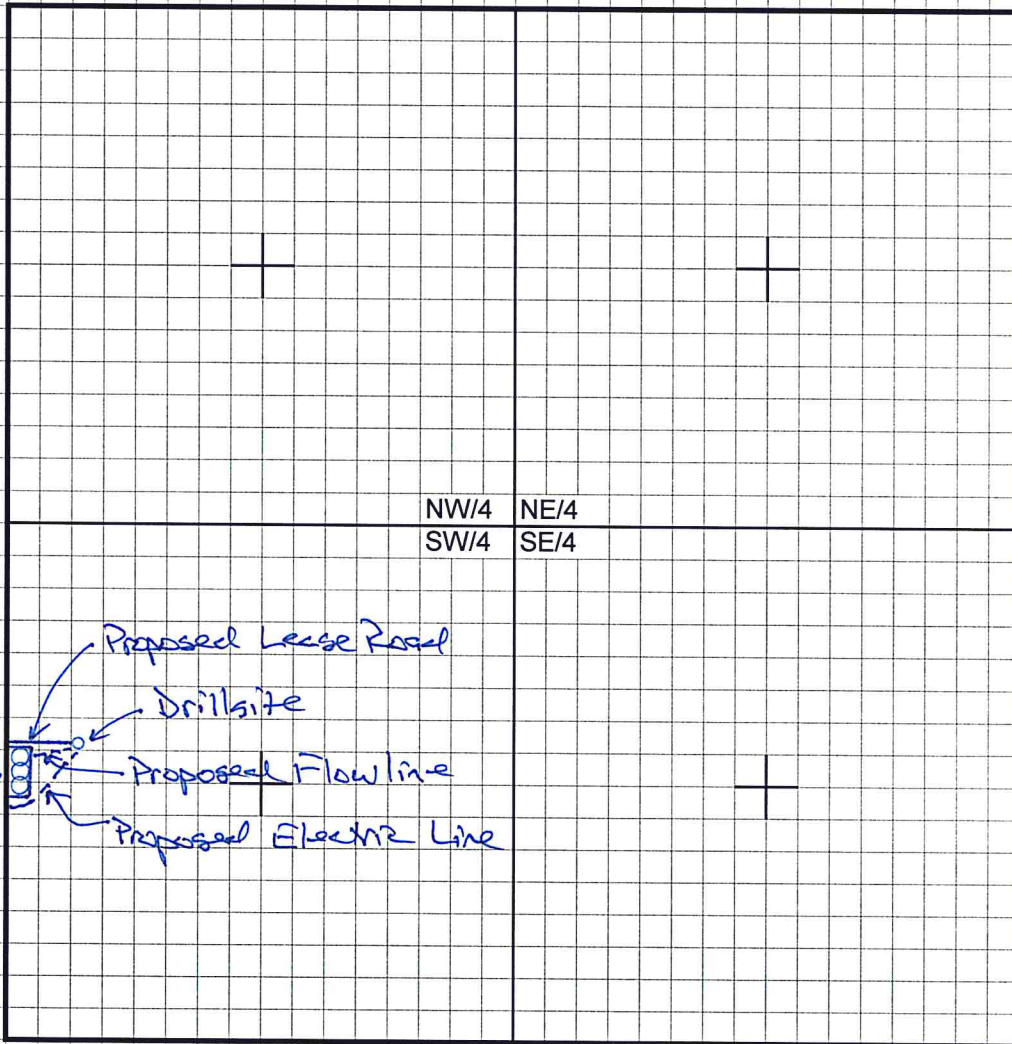 NW/4 NE/4
SW/4 SE/4
Proposed Lease Road
Drillsite
Proposed Flowline
Proposed Electric Line